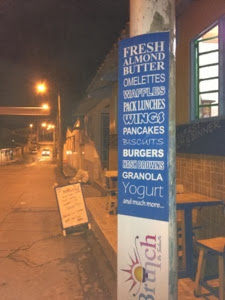 FRESH
ALMOND
BUTTER
OMELETTES
WAFFLES
PACK LUNCHES
WINGS
PANCAKES
BISCUITS
BURGERS
HASH BROWNS
GRANOLA
Yogurt
and much more...
Brunch